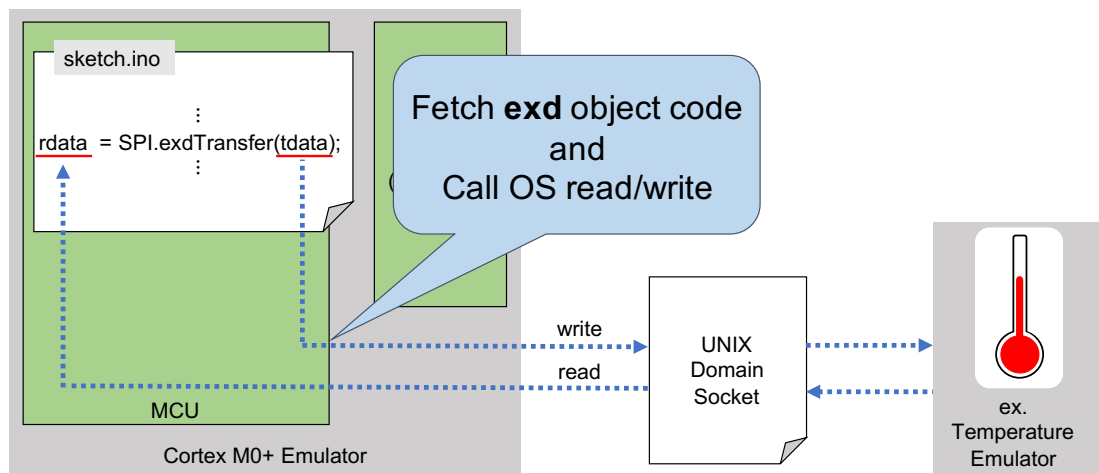 sketch.ino
⋮
rdata = SPI.exdTransfer(tdata);
⋮
Fetch exd object code
and
Call OS read/write
(
write
read
UNIX
Domain
Socket
MCU
Cortex M0+ Emulator
ex.
Temperature
Emulator